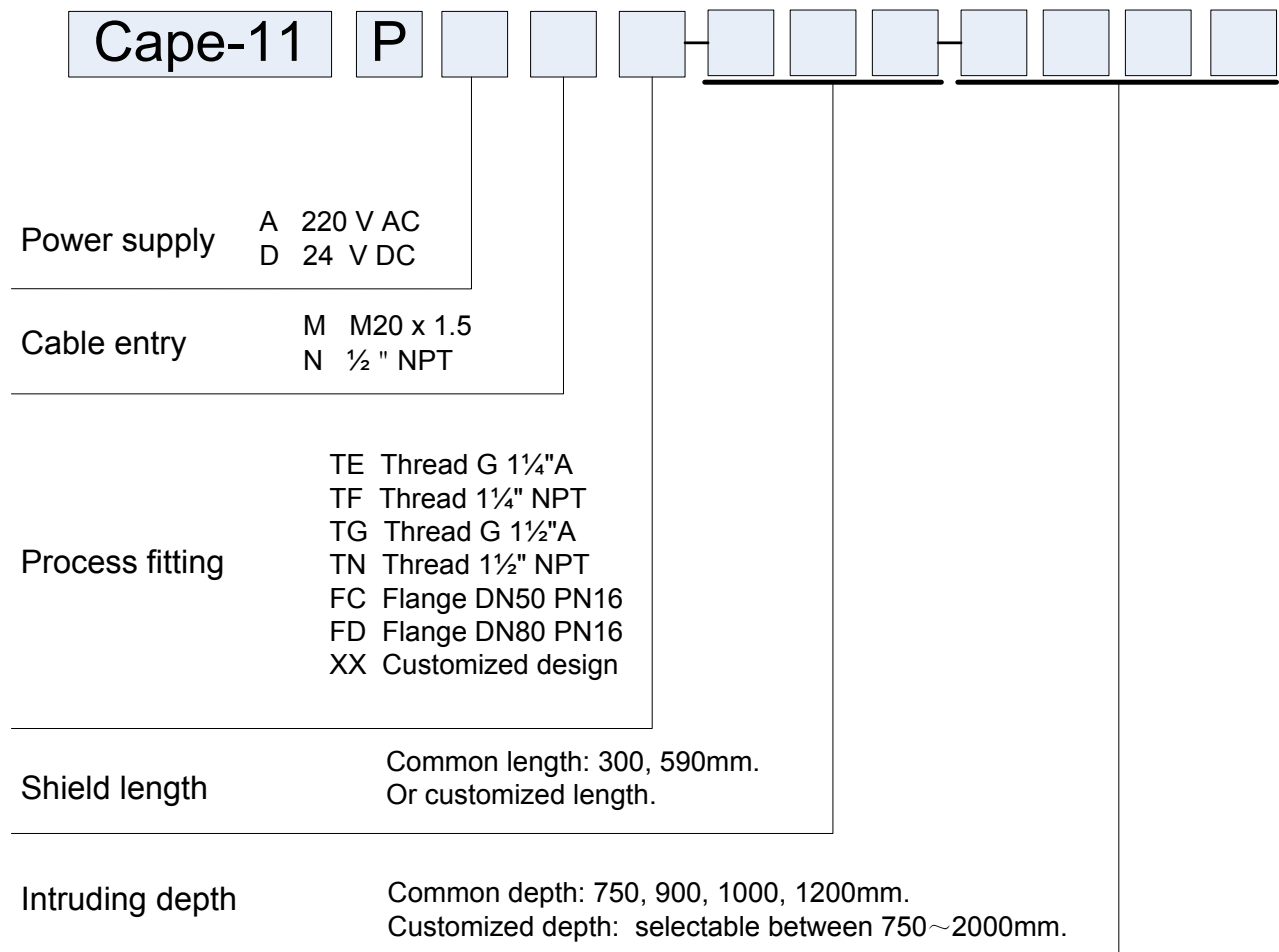 Cape-11 P - -
A 220 V AC
Power supply
D 24 V DC
M M20 x 1.5
Cable entry
N ½ " NPT
TE Thread G 1¼"A
TF Thread 1¼" NPT
TG Thread G 1½"A
TN Thread 1½" NPT
Process fitting
FC Flange DN50 PN16
FD Flange DN80 PN16
XX Customized design
Common length: 300, 590mm.
Shield length
Or customized length.
Intruding depth
Common depth: 750, 900, 1000, 1200mm.
Customized depth: selectable between 750～2000mm.